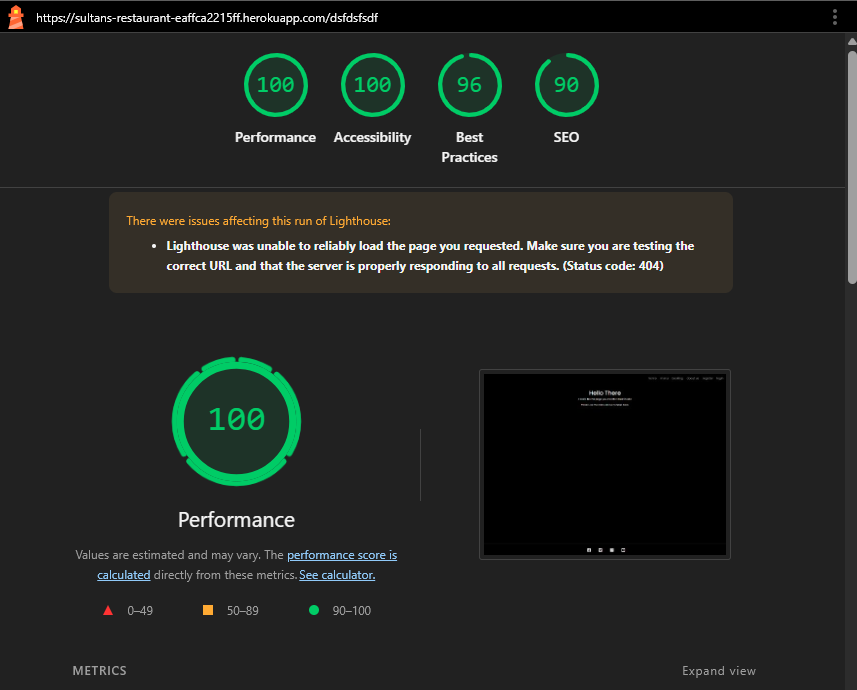 https://sultans-restaurant-eaffca2215ff.herokuapp.com/dsfdsfsdf
100
100
96
90
Performance
Accessibility
Best
Practices
SEO
There were issues affecting this run of Lighthouse:
• Lighthouse was unable to reliably load the page you requested. Make sure you are testing the
correct URL and that the server is properly responding to all requests. (Status code: 404)
100
Performance
Values are estimated and may vary. The performance score is
calculated directly from these metrics. See calculator.
0–49
50–89
90–100
Hello There
METRICS
Expand view